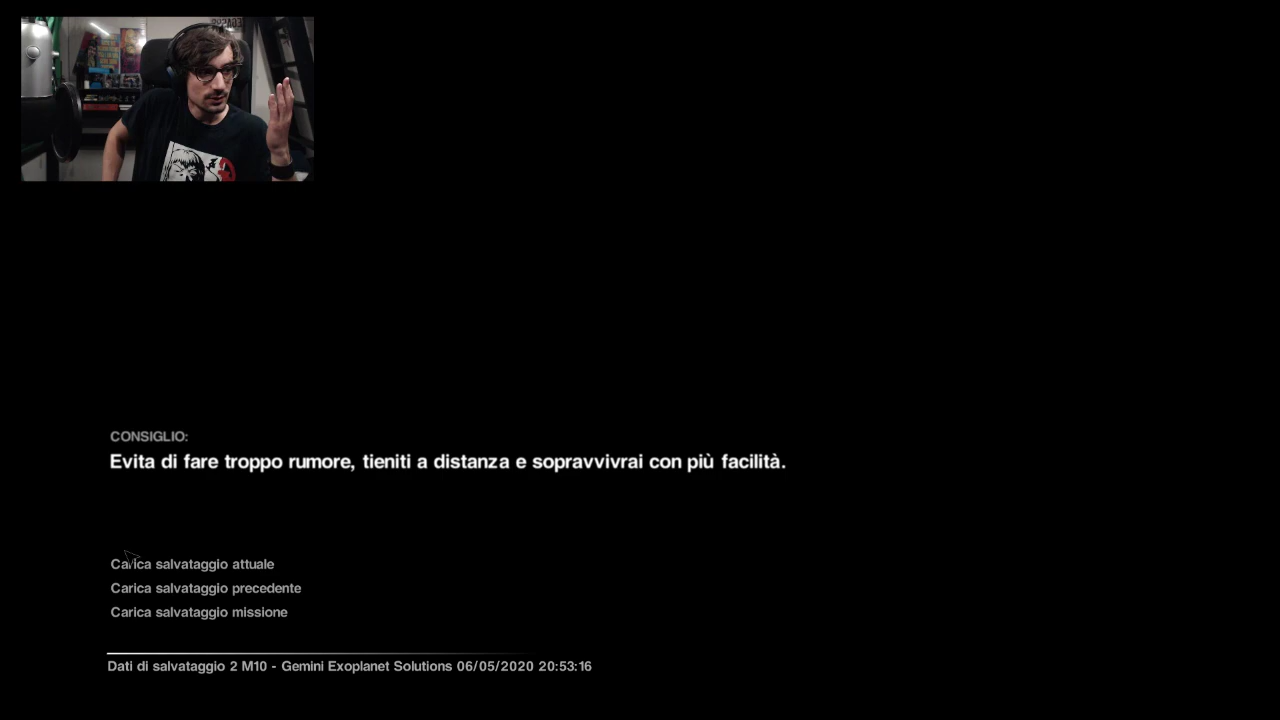 CONSIGLIO:
Evita di fare troppo rumore, tieniti a distanza e sopravvivrai con più facilità.
Carica salvataggio attuale
Carica salvataggio precedente
Carica salvataggio missione
Dati di salvataggio 2 M10 - Gemini Exoplanet Solutions 06/05/2020 20:53:16